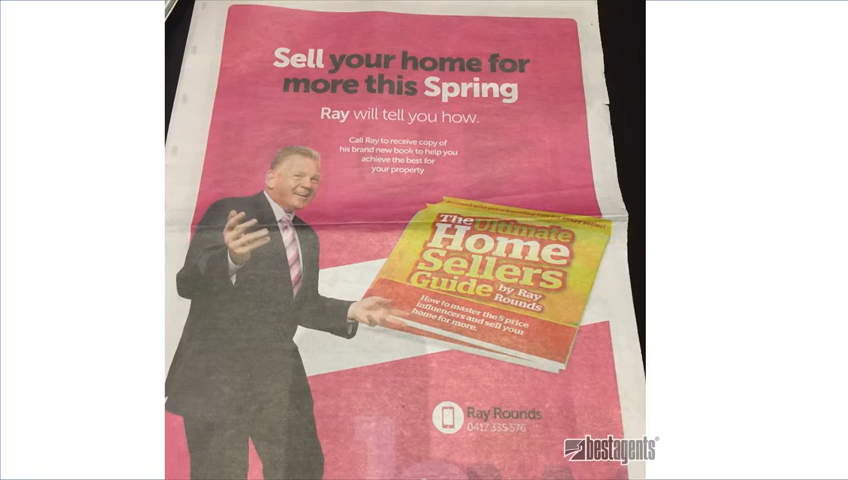 Sell your home for
more this Spring
Ray will tell you how.
Call Ray to receive copy of
his brand new book to help you
achieve the best for
your property
The Ultimate
Home
Sellers
Guide by Ray
Rounds
How to master the 5 price
influencers and sell your
home for more.
Ray Rounds
0417 335 576
bestagents